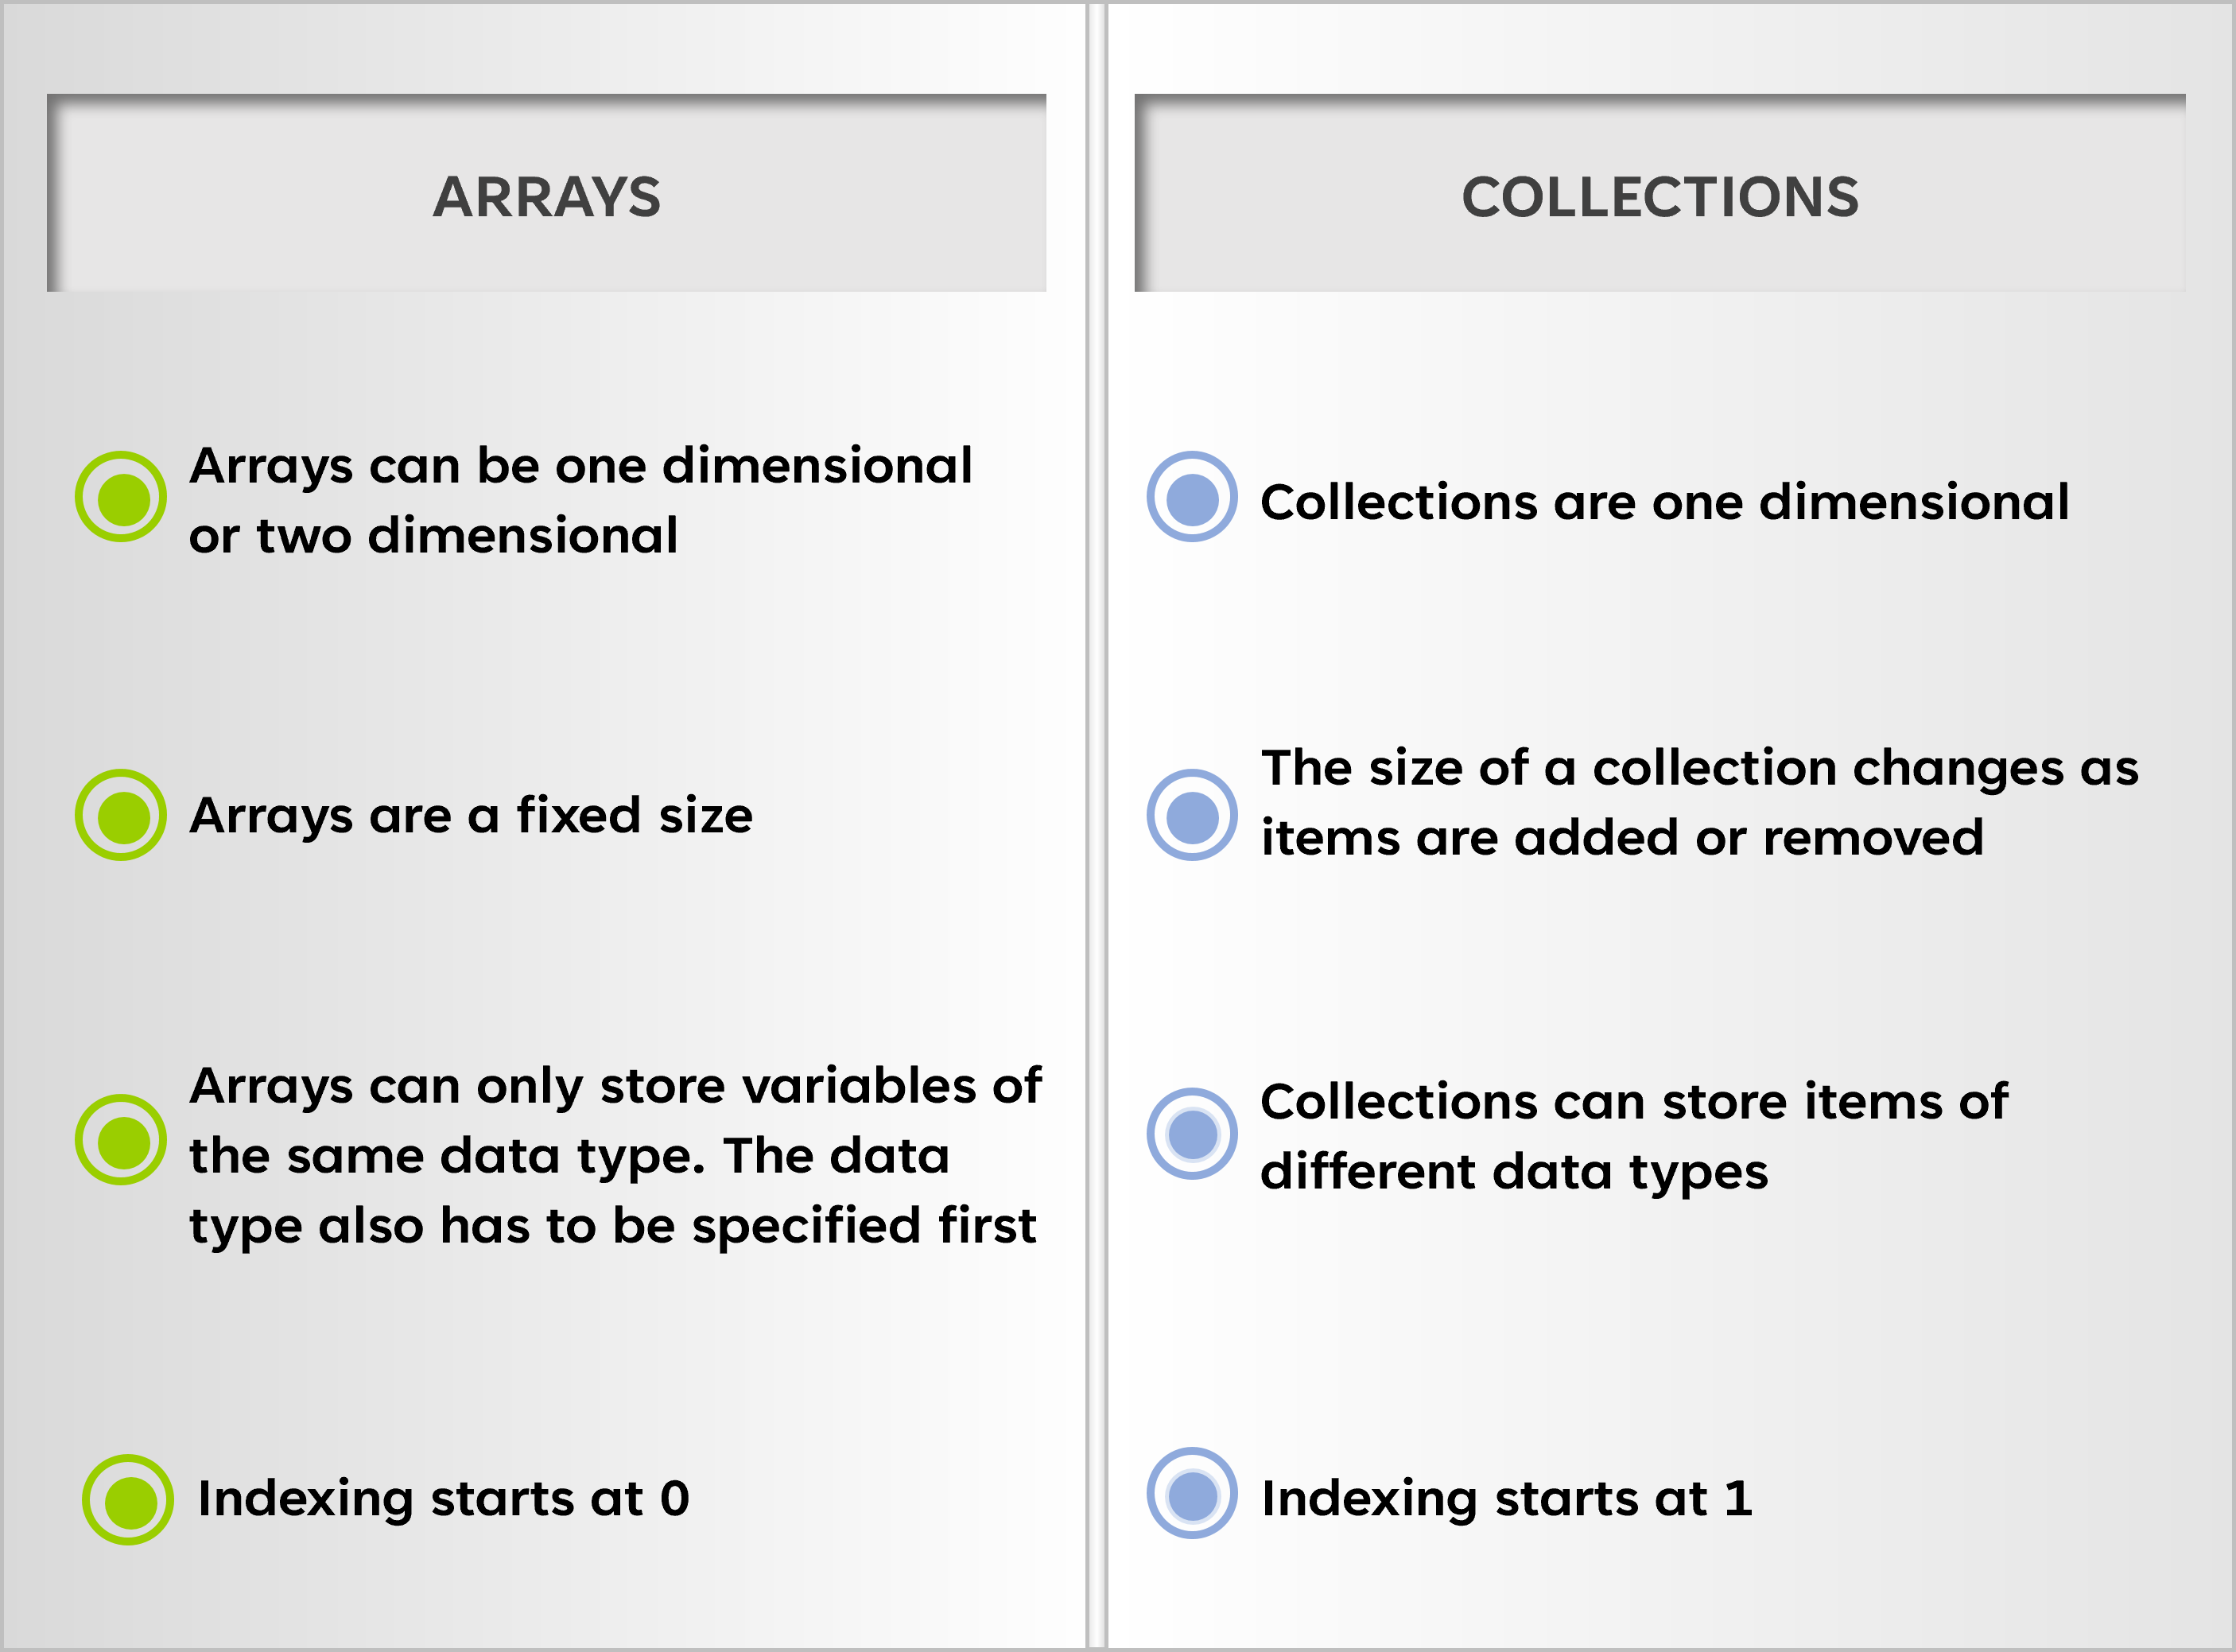 ARRAYS
Arrays can be one dimensional
or two dimensional
Arrays are a fixed size
Arrays can only store variables of
the same data type. The data
type also has to be specified first
Indexing starts at 0
COLLECTIONS
Collections are one dimensional
The size of a collection changes as
items are added or removed
Collections can store items of
different data types
Indexing starts at 1